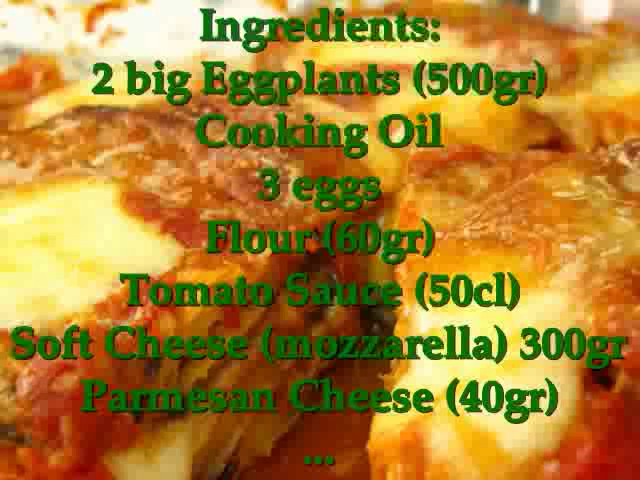 Ingredients:
2 big Eggplants (500gr)
Cooking Oil
3 eggs
Flour (60gr)
Tomato Sauce (50cl)
Soft Cheese (mozzarella) 300gr
Parmesan Cheese (40gr)
...